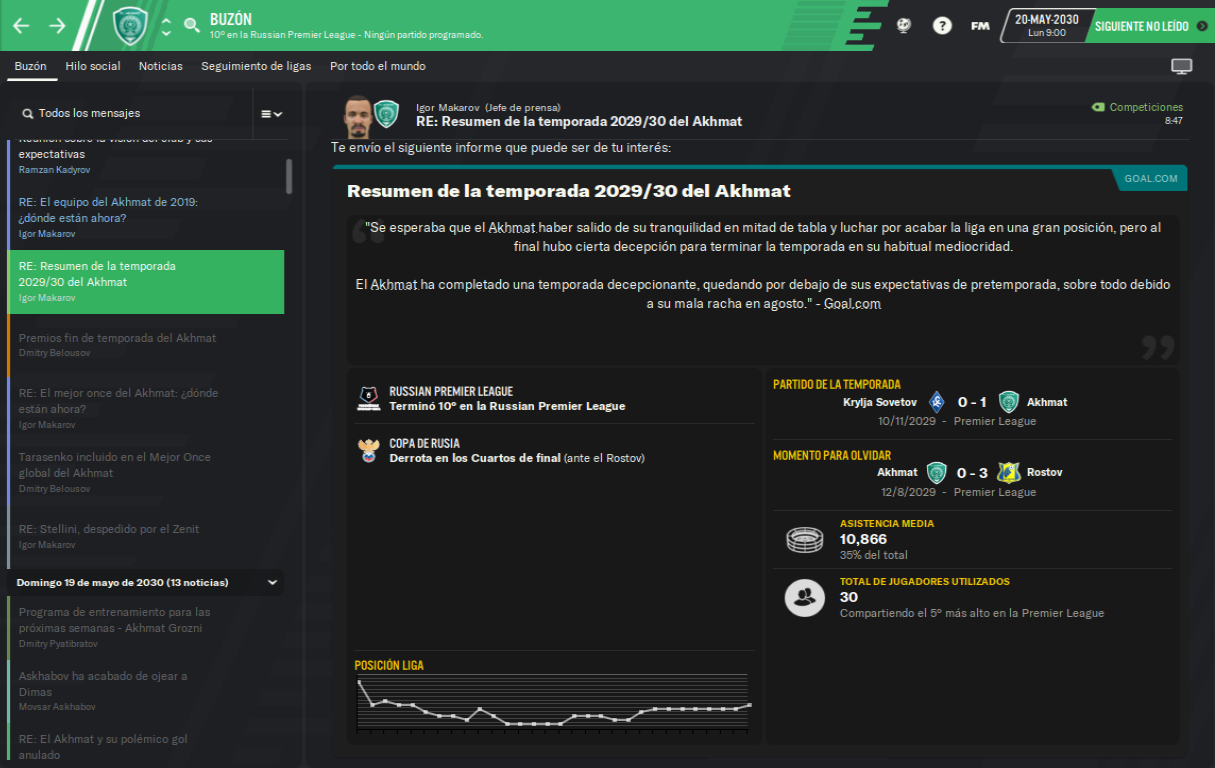 BUZÓN
10º en la Russian Premier League - Ningún partido programado.
FM
20-MAY-2030
Lun 9:00
SIGUIENTE NO LEÍDO
Buzón
Hilo social
Noticias
Seguimiento de ligas
Por todo el mundo
Todos los mensajes
Reunión sobre la visión del club y sus
expectativas
Ramzan Kadyrov
RE: El equipo del Akhmat de 2019:
¿dónde están ahora?
Igor Makarov
RE: Resumen de la temporada
2029/30 del Akhmat
Igor Makarov
Premios fin de temporada del Akhmat
Dmitry Belousov
RE: El mejor once del Akhmat: ¿dónde
están ahora?
Igor Makarov
Tarasenko incluido en el Mejor Once
global del Akhmat
Dmitry Belousov
RE: Stellini, despedido por el Zenit
Igor Makarov
Domingo 19 de mayo de 2030 (13 noticias)
Programa de entrenamiento para las
próximas semanas - Akhmat Grozni
Dmitry Pyatibratov
Askhabov ha acabado de ojear a
Dimas
Movsar Askhabov
RE: El Akhmat y su polémico gol
anulado
Igor Makarov (Jefe de prensa)
RE: Resumen de la temporada 2029/30 del Akhmat
Competiciones
8:47
Te envío el siguiente informe que puede ser de tu interés:
GOAL.COM
Resumen de la temporada 2029/30 del Akhmat
"Se esperaba que el Akhmat haber salido de su tranquilidad en mitad de tabla y luchar por acabar la liga en una gran posición, pero al
final hubo cierta decepción para terminar la temporada en su habitual mediocridad.
El Akhmat ha completado una temporada decepcionante, quedando por debajo de sus expectativas de pretemporada, sobre todo debido
a su mala racha en agosto." - Goal.com
RUSSIAN PREMIER LEAGUE
Terminó 10º en la Russian Premier League
COPA DE RUSIA
Derrota en los Cuartos de final (ante el Rostov)
POSICIÓN LIGA
PARTIDO DE LA TEMPORADA
Krylja Sovetov 0 - 1 Akhmat
10/11/2029 - Premier League
MOMENTO PARA OLVIDAR
Akhmat 0 - 3 Rostov
12/8/2029 - Premier League
ASISTENCIA MEDIA
10,866
35% del total
TOTAL DE JUGADORES UTILIZADOS
30
Compartiendo el 5º más alto en la Premier League